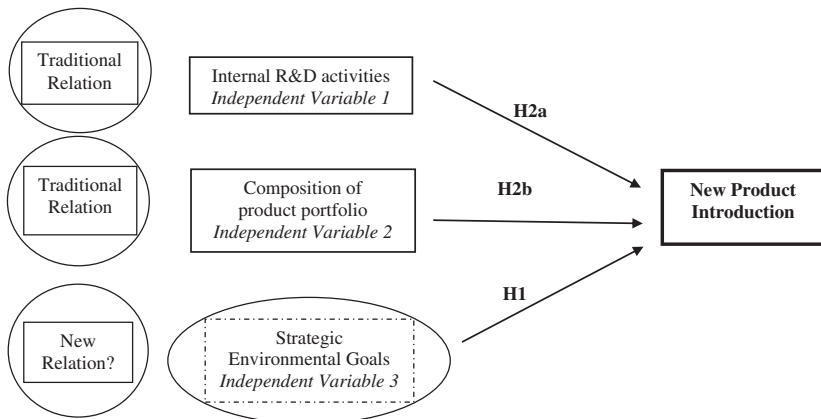 Traditional
Relation
Internal R&D activities
Independent Variable 1
H2a
Traditional
Relation
Composition of
product portfolio
Independent Variable 2
H2b
New Product
Introduction
New
Relation?
Strategic
Environmental Goals
Independent Variable 3
H1